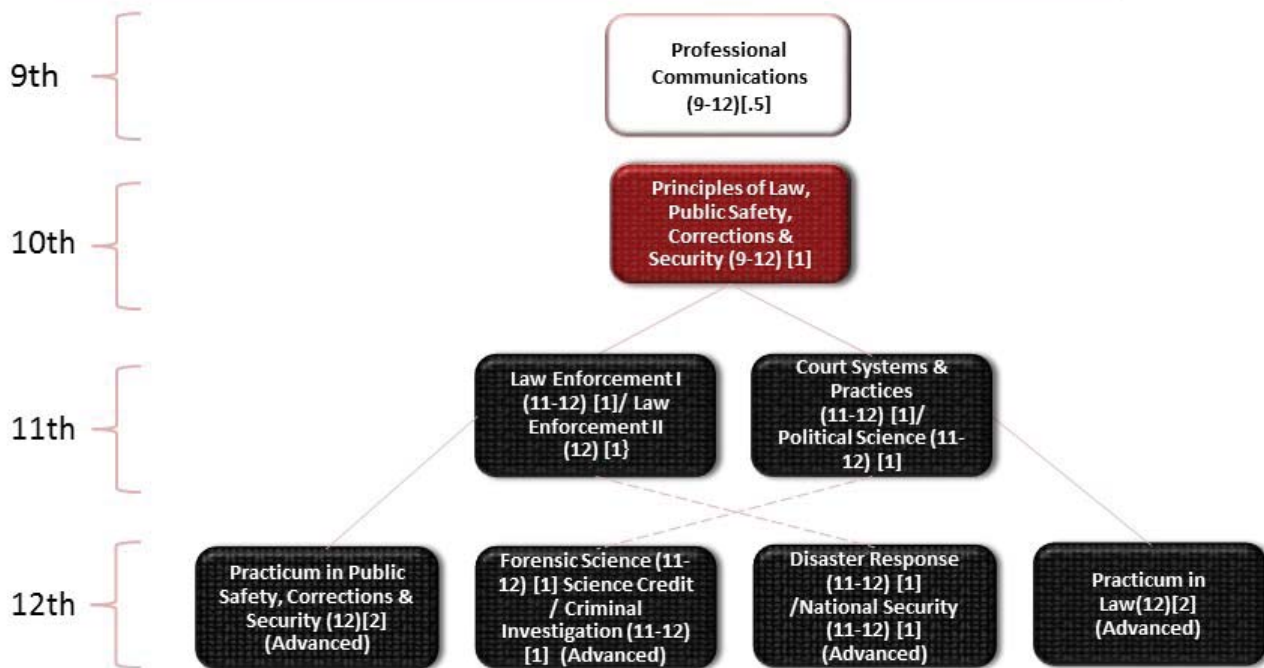 9th
Professional
Communications
(9-12)[.5]
10th
Principles of Law,
Public Safety,
Corrections &
Security (9-12) [1]
11th
Law Enforcement I
(11-12) [1]/ Law
Enforcement II
(12) [1}
Court Systems &
Practices
(11-12) [1]/
Political Science (11-
12) [1]
12th
Practicum in Public
Safety, Corrections &
Security (12)[2]
(Advanced)
Forensic Science (11-
12) [1] Science Credit
/ Criminal
Investigation (11-12)
[1]  (Advanced)
Disaster Response
(11-12) [1]
/National Security
(11-12) [1]
(Advanced)
Practicum in
Law(12)[2]
(Advanced)